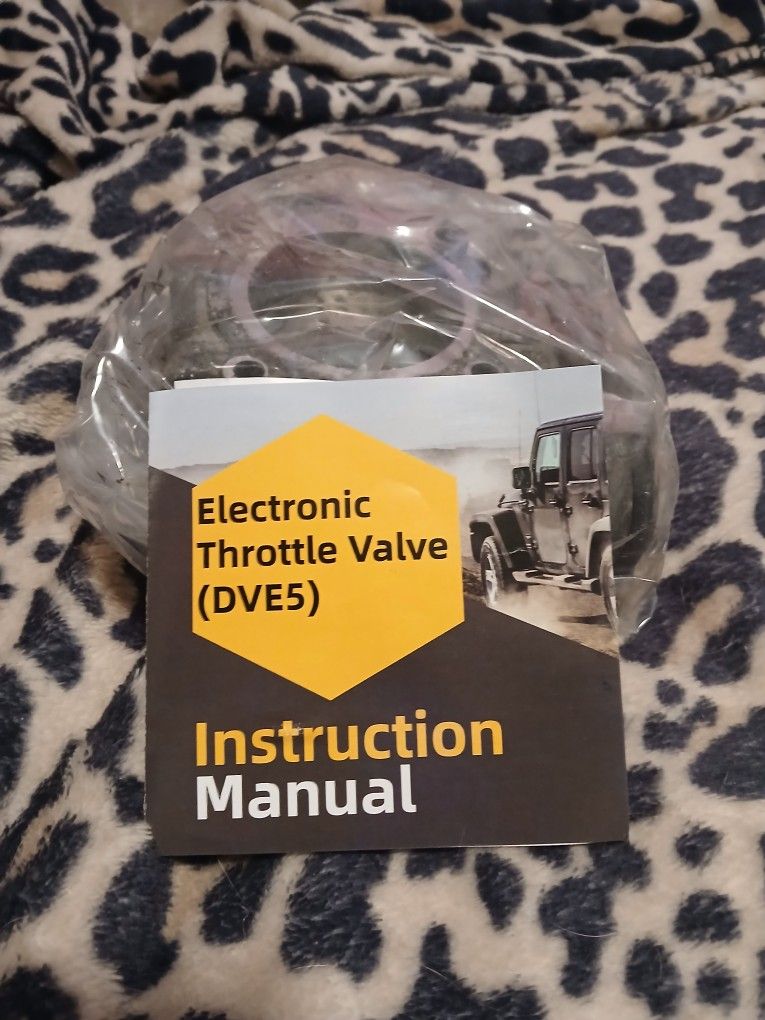 Electronic
Throttle Valve
(DVE5)
Instruction
Manual